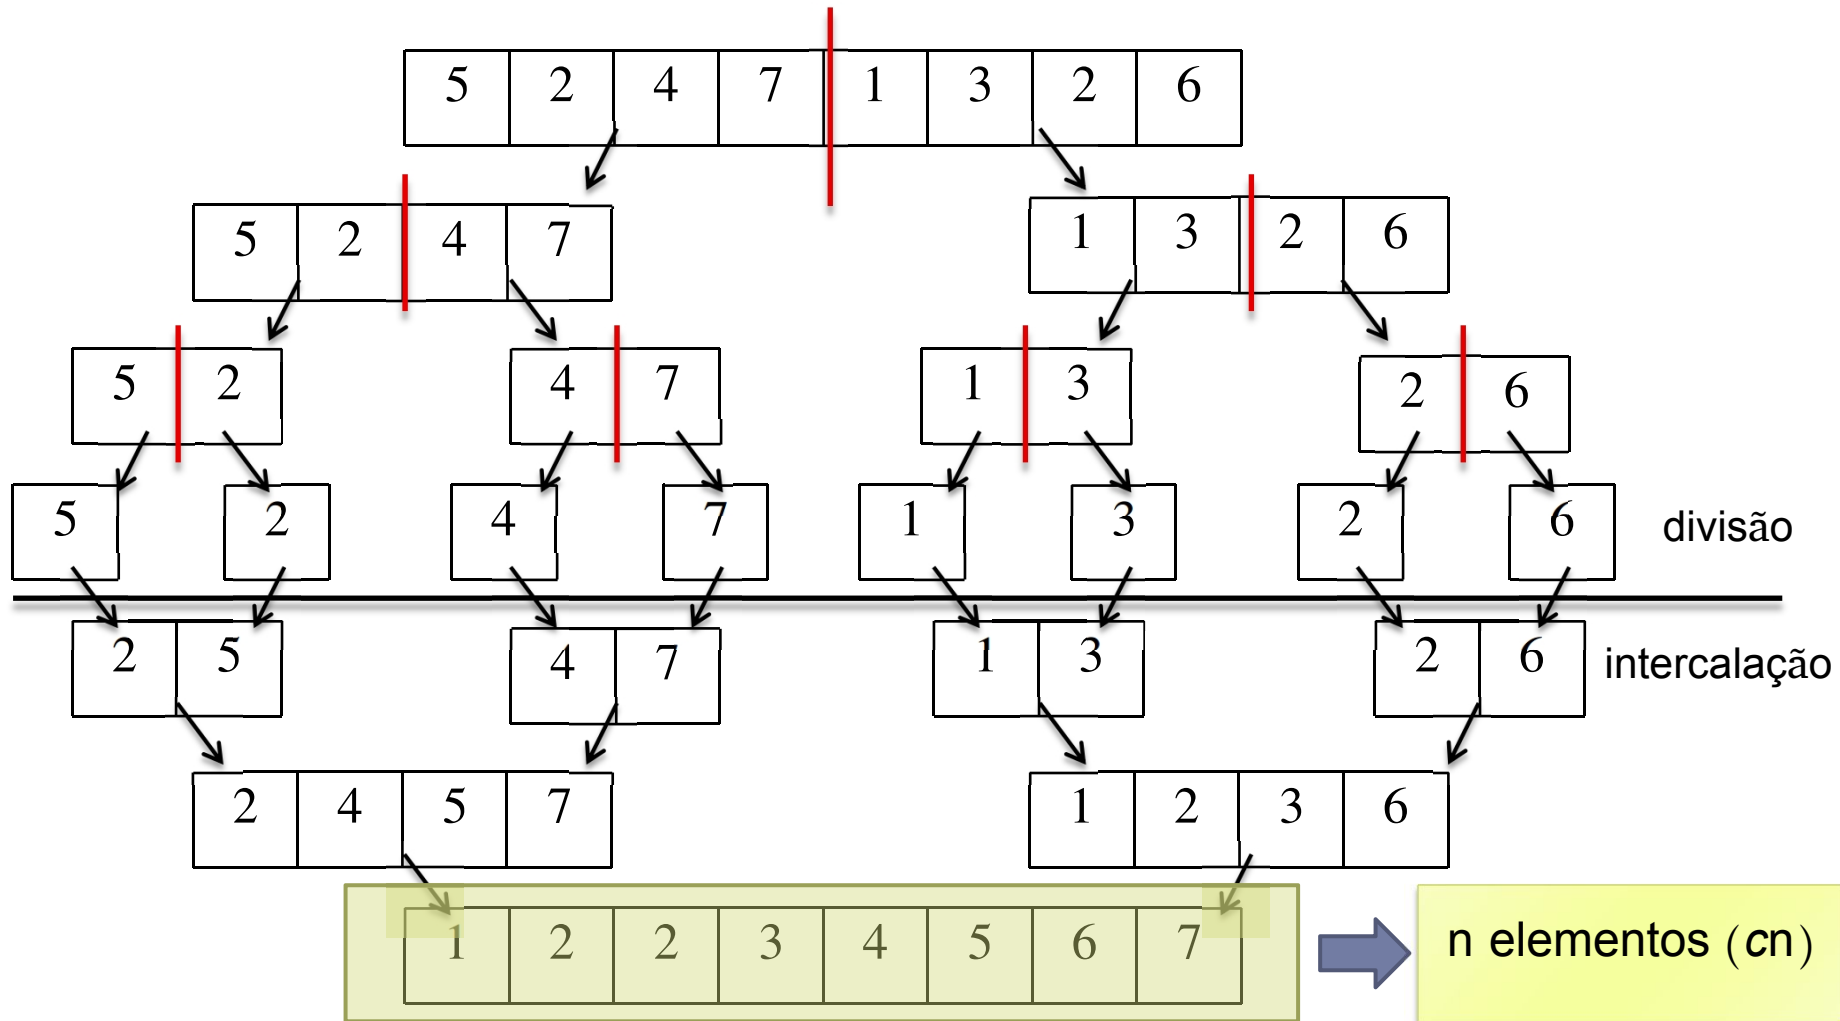 5 2 4 7 1 3 2 6
5 2 4 7 1 3 2 6
5 2 4 7 1 3 2 6
5 2 4 7 1 3 2 6 divisão
2 5 4 7 1 3 2 6 intercalação
2 4 5 7 1 2 3 6
1 2 2 3 4 5 6 7 n elementos (cn)